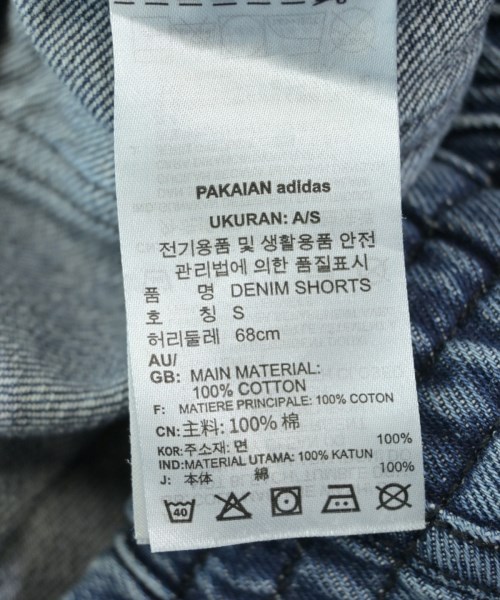 PAKAIAN adidas
UKURAN: A/S
전기용품 및 생활용품 안전
관리법에 의한 품질표시
품 명 DENIM SHORTS
호 칭 S
허리둘레 68cm
AU/
GB: MAIN MATERIAL:
100% COTTON
F: MATIERE PRINCIPALE: 100% COTON
CN: 主料: 100% 棉
KOR: 주소재: 면 100%
IND: MATERIAL UTAMA: 100% KATUN
J: 本体 綿 100%
40